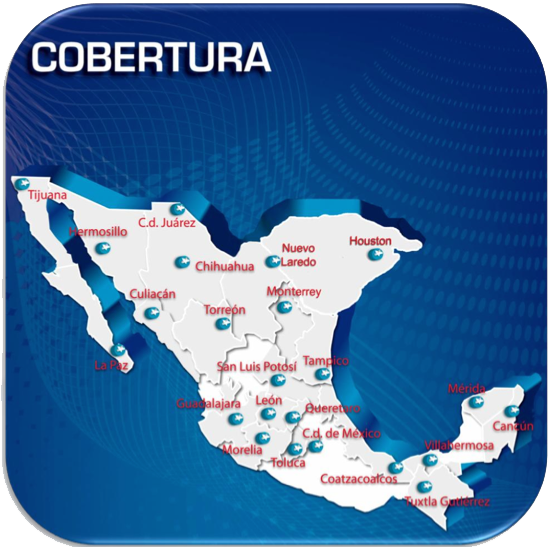 COBERTURA
Tijuana
C.d. Juárez
Hermosillo
Nuevo
Laredo
Houston
Chihuahua
Culiacán
Monterrey
Torreón
La Paz
San Luis Potosí
Tampico
Guadalajara
León
Queretaro
Mérida
Cancún
C.d. de México
Morelia
Toluca
Villahermosa
Coatzacoalcos
Tuxtla Gutiérrez